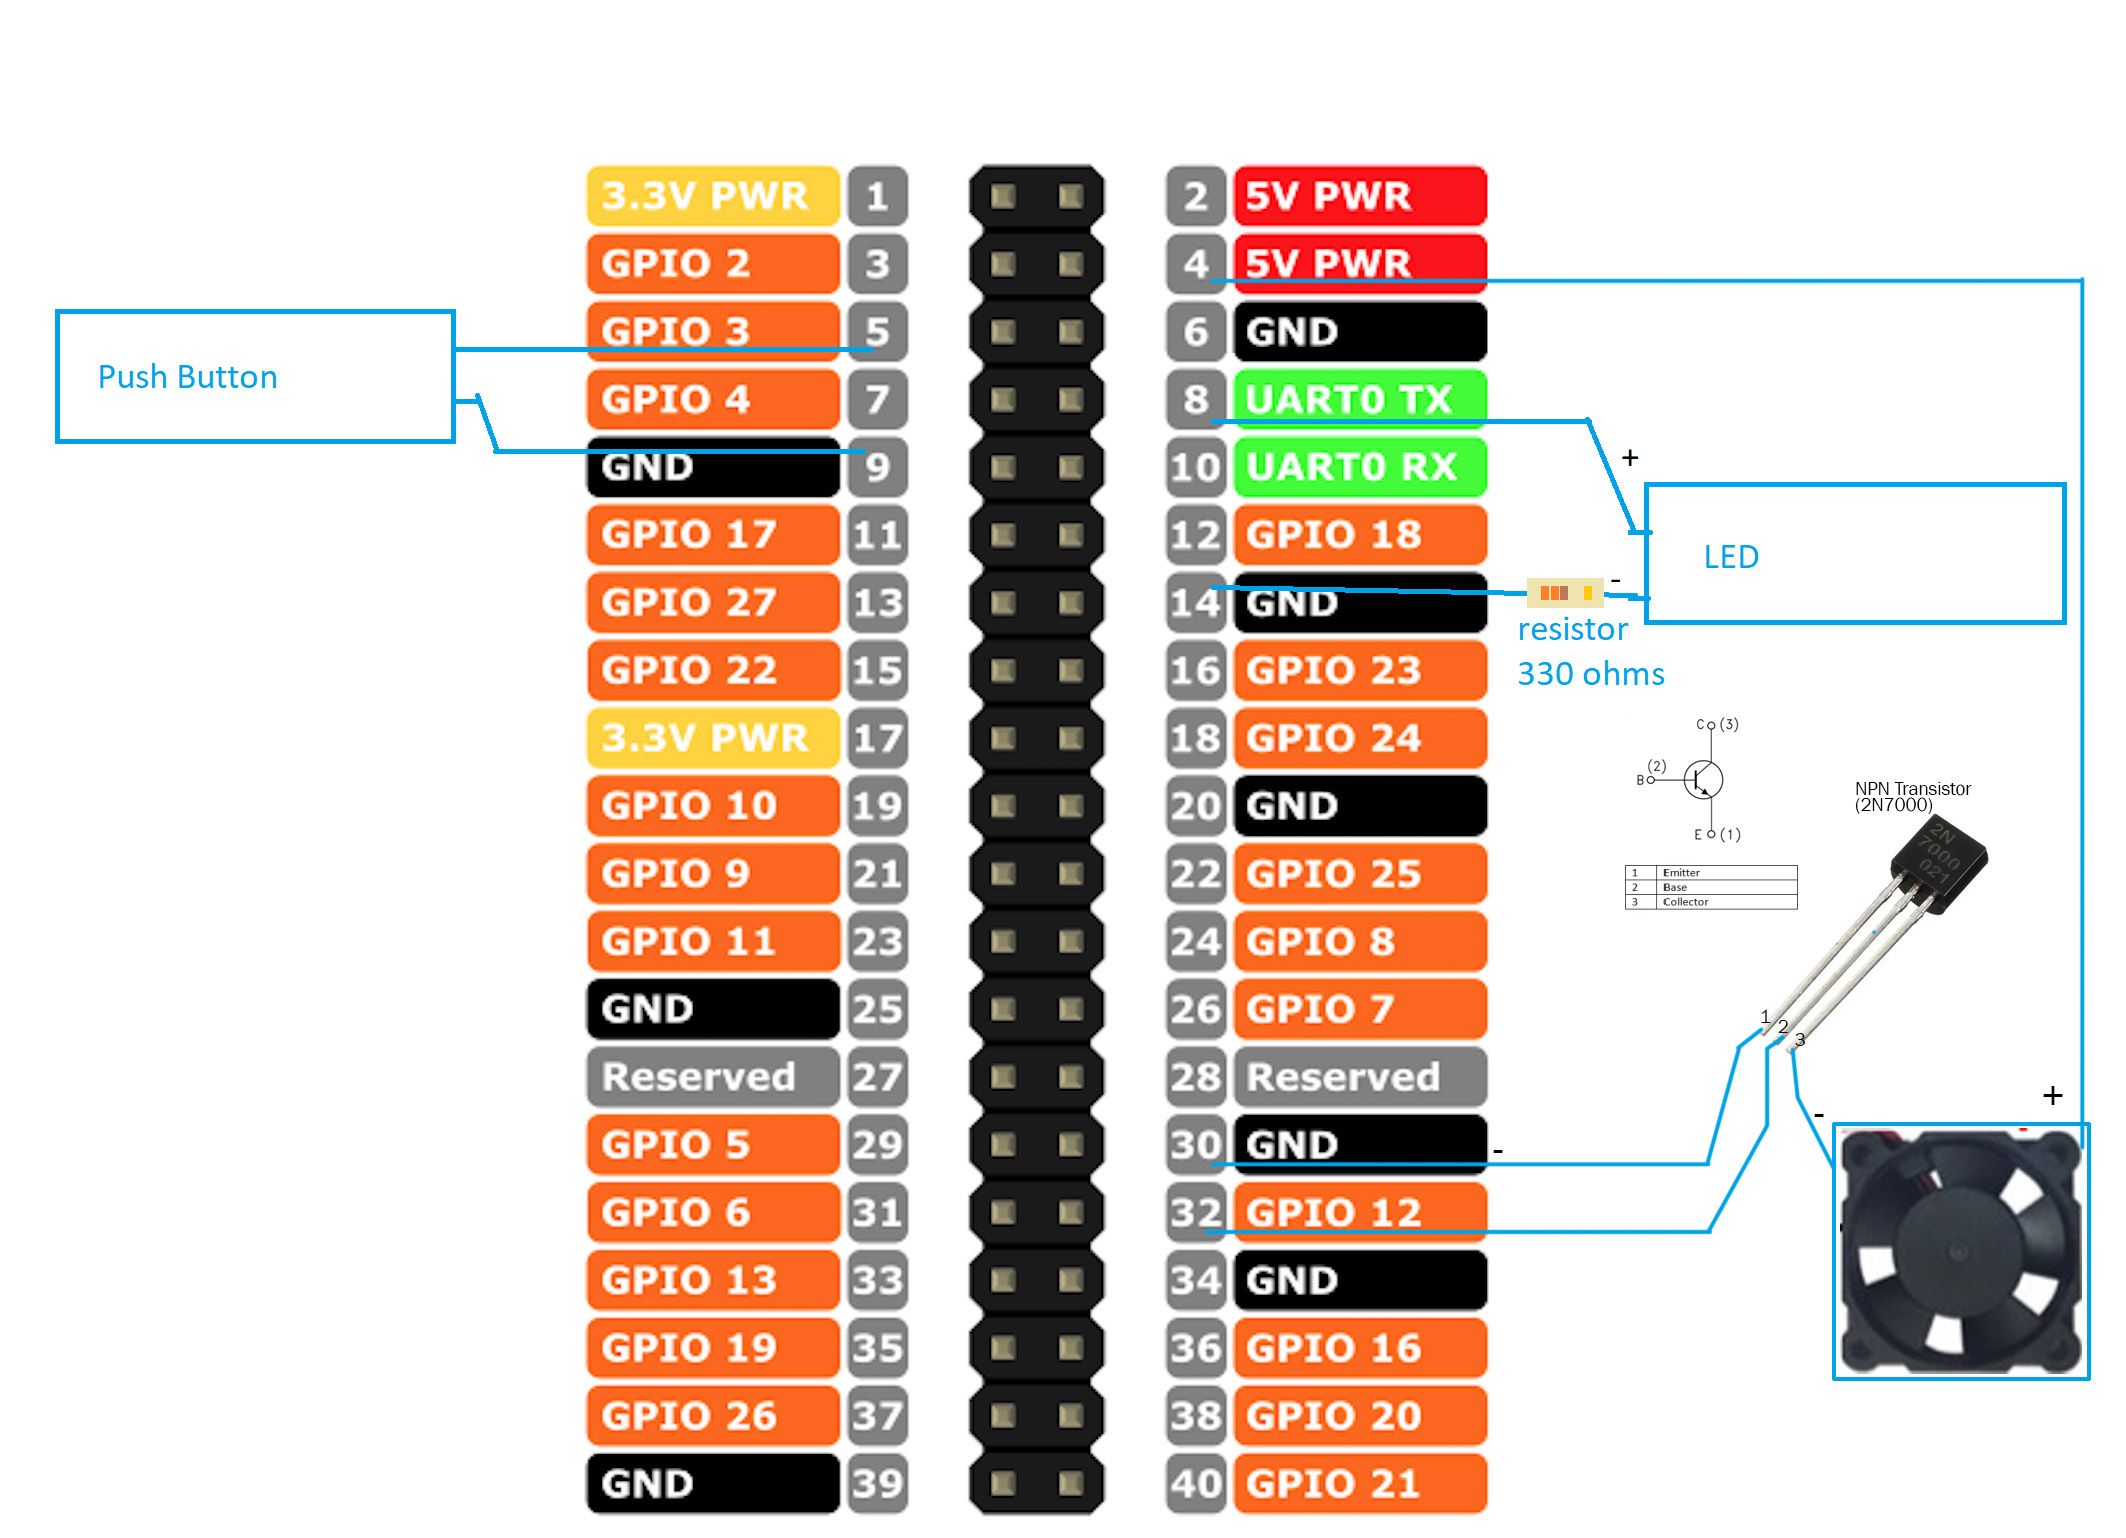 3.3V PWR 1 2 5V PWR
GPIO 2 3 4 5V PWR
GPIO 3 5 6 GND
Push Button
GPIO 4 7 8 UART0 TX
+
GND 9 10 UART0 RX
GPIO 17 11 12 GPIO 18
LED
-
GPIO 27 13 14 GND
resistor
330 ohms
GPIO 22 15 16 GPIO 23
3.3V PWR 17 18 GPIO 24
C (3)
(2)
B
E (1)
NPN Transistor
(2N7000)
2N
7000
021
GPIO 10 19 20 GND
1 Emitter
2 Base
3 Collector
GPIO 9 21 22 GPIO 25
GPIO 11 23 24 GPIO 8
GND 25 26 GPIO 7
1
2
3
Reserved 27 28 Reserved
+
-
GPIO 5 29 30 GND -
GPIO 6 31 32 GPIO 12
GPIO 13 33 34 GND
GPIO 19 35 36 GPIO 16
GPIO 26 37 38 GPIO 20
GND 39 40 GPIO 21